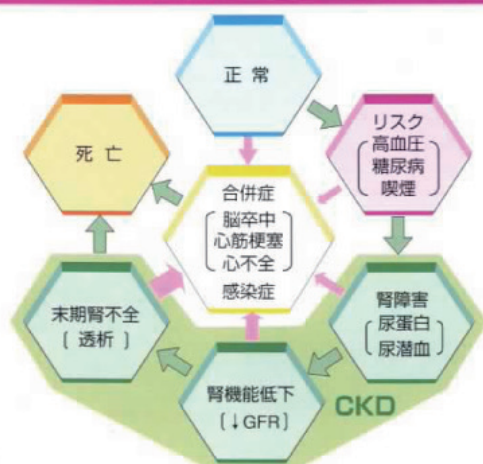 正常
死亡
リスク
高血圧
糖尿病
喫煙
合併症
脳卒中
心筋梗塞
心不全
感染症
末期腎不全
[透析]
腎障害
尿蛋白
尿潜血
腎機能低下
[↓GFR]
CKD